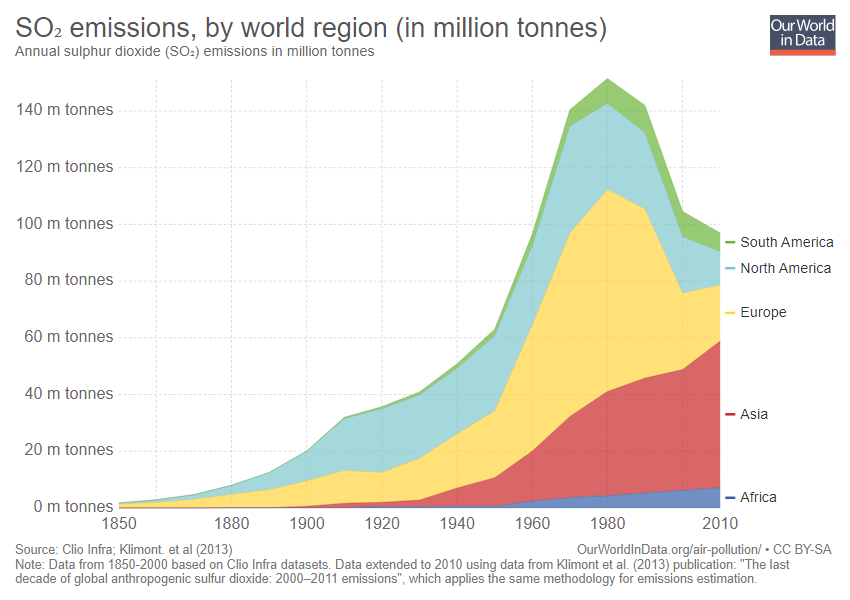 SO₂ emissions, by world region (in million tonnes)
Annual sulphur dioxide (SO₂) emissions in million tonnes
Our World
in Data
140 m tonnes
120 m tonnes
100 m tonnes
80 m tonnes
60 m tonnes
40 m tonnes
20 m tonnes
0 m tonnes
South America
North America
Europe
Asia
Africa
1850 1880 1900 1920 1940 1960 1980 2010
Source: Clio Infra; Klimont. et al (2013) OurWorldInData.org/air-pollution/ • CC BY-SA
Note: Data from 1850-2000 based on Clio Infra datasets. Data extended to 2010 using data from Klimont et al. (2013) publication: "The last
decade of global anthropogenic sulfur dioxide: 2000–2011 emissions", which applies the same methodology for emissions estimation.